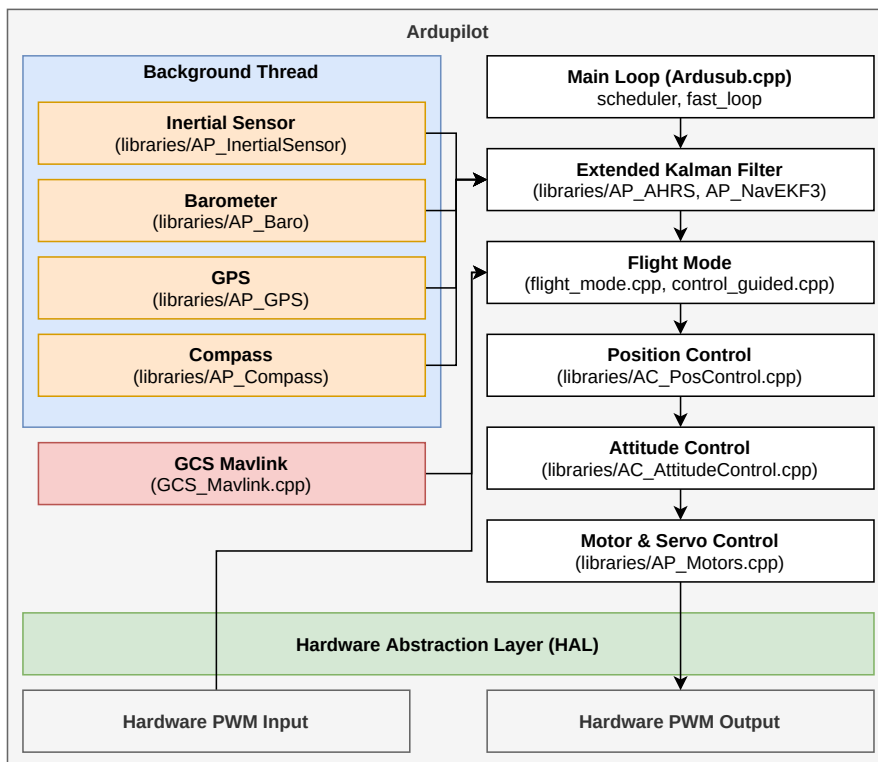 Ardupilot
Background Thread
Inertial Sensor
(libraries/AP_InertialSensor)
Barometer
(libraries/AP_Baro)
GPS
(libraries/AP_GPS)
Compass
(libraries/AP_Compass)
GCS Mavlink
(GCS_Mavlink.cpp)
Main Loop (Ardusub.cpp)
scheduler, fast_loop
Extended Kalman Filter
(libraries/AP_AHRS, AP_NavEKF3)
Flight Mode
(flight_mode.cpp, control_guided.cpp)
Position Control
(libraries/AC_PosControl.cpp)
Attitude Control
(libraries/AC_AttitudeControl.cpp)
Motor & Servo Control
(libraries/AP_Motors.cpp)
Hardware Abstraction Layer (HAL)
Hardware PWM Input
Hardware PWM Output